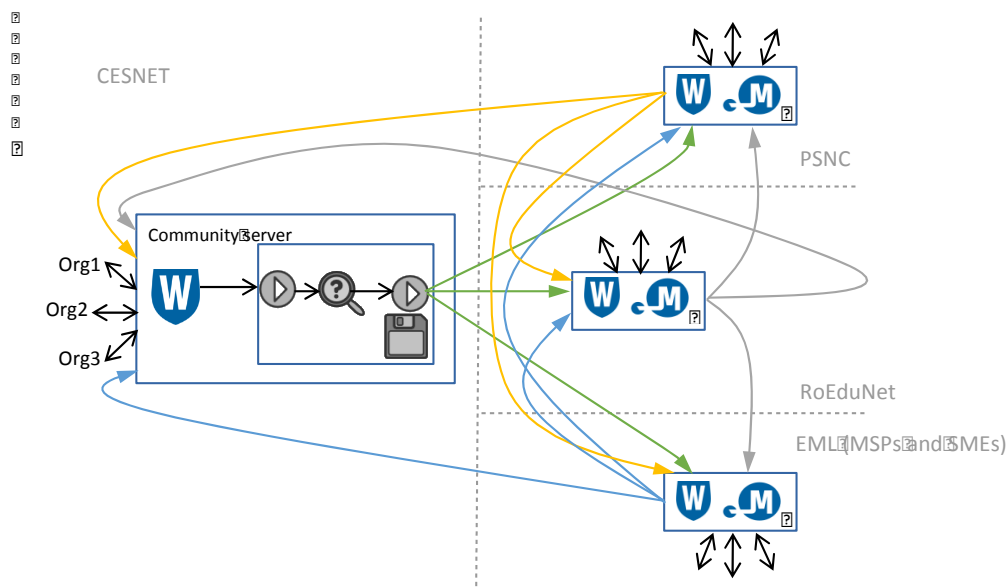 CESNET
PSNC
Community server
Org1
Org2
Org3
W
W M
W M
W M
?
RoEduNet
EML (MSPs and SMEs)